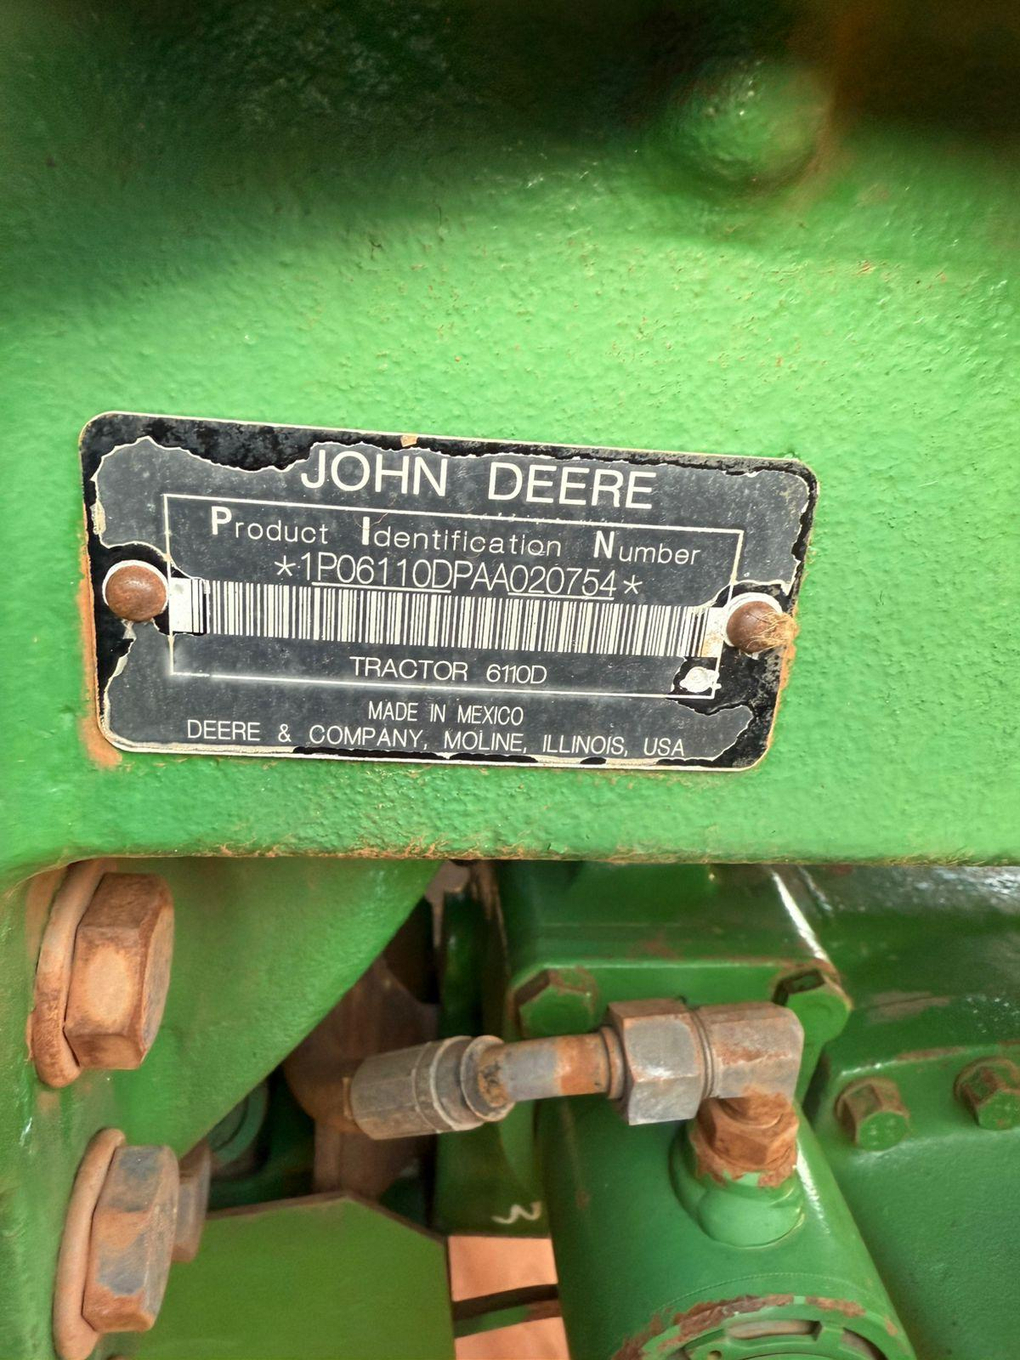 JOHN DEERE
Product Identification Number
*1P06110DPAA020754*
TRACTOR 6110D
MADE IN MEXICO
DEERE & COMPANY, MOLINE, ILLINOIS, USA